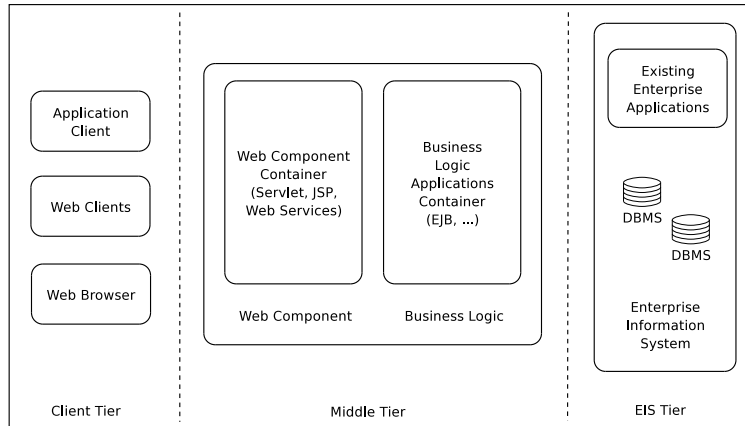 Application
Client
Web Clients
Web Browser
Client Tier
Web Component
Container
(Servlet, JSP,
Web Services)
Web Component
Business
Logic
Applications
Container
(EJB, ...)
Business Logic
Middle Tier
Existing
Enterprise
Applications
DBMS
DBMS
Enterprise
Information
System
EIS Tier